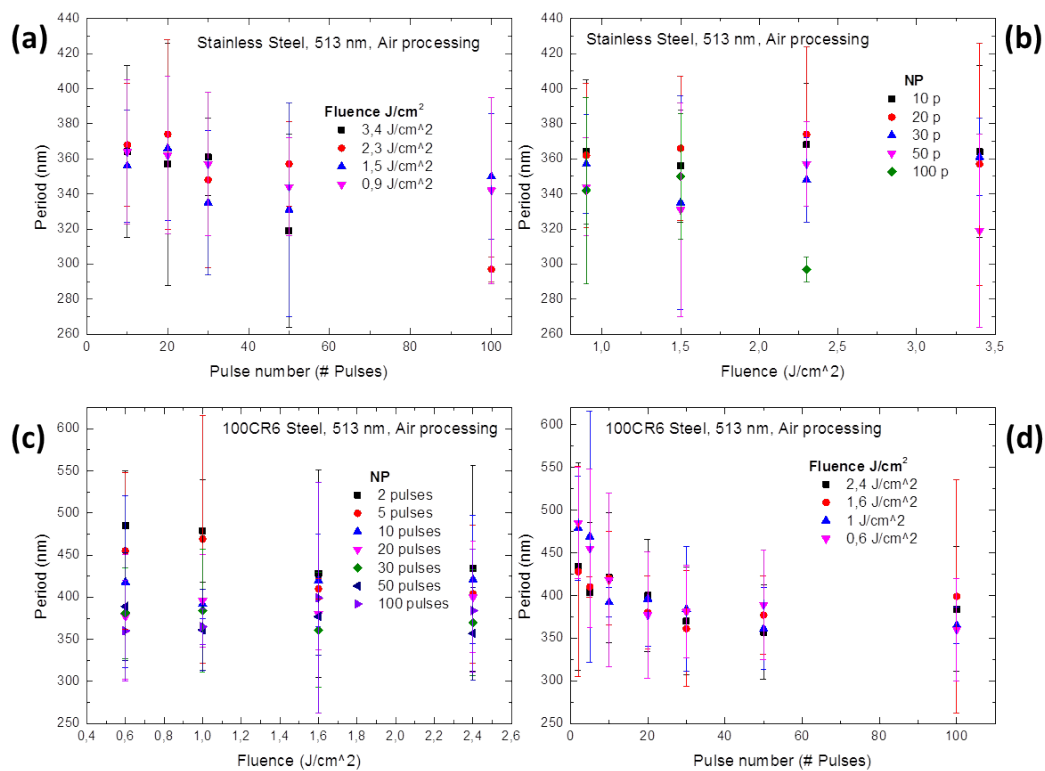 (a)
Stainless Steel, 513 nm, Air processing
Fluence J/cm²
3,4 J/cm^2
2,3 J/cm^2
1,5 J/cm^2
0,9 J/cm^2
Period (nm)
440
420
400
380
360
340
320
300
280
260
0 20 40 60 80 100
Pulse number (# Pulses)
(b)
Stainless Steel, 513 nm, Air processing
NP
10 p
20 p
30 p
50 p
100 p
Period (nm)
440
420
400
380
360
340
320
300
280
260
1,0 1,5 2,0 2,5 3,0 3,5
Fluence (J/cm^2)
(c)
100CR6 Steel, 513 nm, Air processing
NP
2 pulses
5 pulses
10 pulses
20 pulses
30 pulses
50 pulses
100 pulses
Period (nm)
600
550
500
450
400
350
300
250
0,4 0,6 0,8 1,0 1,2 1,4 1,6 1,8 2,0 2,2 2,4 2,6
Fluence (J/cm^2)
(d)
100CR6 Steel, 513 nm, Air processing
Fluence J/cm²
2,4 J/cm^2
1,6 J/cm^2
1 J/cm^2
0,6 J/cm^2
Period (nm)
600
550
500
450
400
350
300
250
0 20 40 60 80 100
Pulse number (# Pulses)